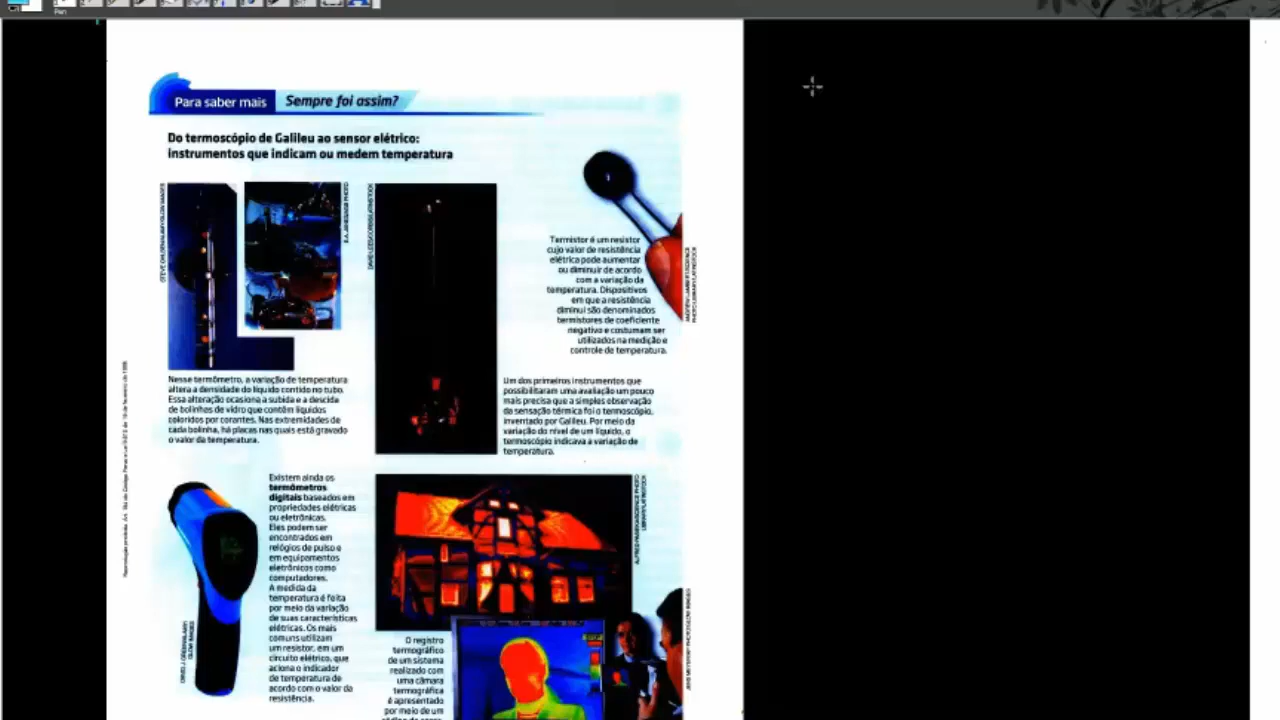 Pen
Para saber mais
Sempre foi assim?
Do termoscópio de Galileu ao sensor elétrico:
instrumentos que indicam ou medem temperatura
Termistor é um resistor
cujo valor de resistência
elétrica pode aumentar
ou diminuir de acordo
com a variação da
temperatura. Dispositivos
em que a resistência
diminui são denominados
termistores de coeficiente
negativo e costumam ser
utilizados na medição e
controle de temperatura.
Nesse termômetro, a variação de temperatura
altera a densidade do líquido contido no tubo.
Essa alteração ocasiona a subida e a descida
de bolinhas de vidro que contêm líquidos
coloridos por corantes. Nas extremidades de
cada bolinha, há placas nas quais está gravado
o valor da temperatura.
Um dos primeiros instrumentos que
possibilitaram uma avaliação um pouco
mais precisa que a simples observação
da sensação térmica foi o termoscópio,
inventado por Galileu. Por meio da
variação do nível de um líquido, o
termoscópio indicava a variação de
temperatura.
Existem ainda os
termômetros
digitais baseados em
propriedades elétricas
ou eletrônicas.
Eles podem ser
encontrados em
relógios de pulso e
em equipamentos
eletrônicos como
computadores.
A medida da
temperatura é feita
por meio da variação
de suas características
elétricas. Os mais
comuns utilizam
um resistor, em um
circuito elétrico, que
aciona o indicador
de temperatura de
acordo com o valor da
resistência.
O registro
termográfico
de um sistema
realizado com
uma câmara
termográfica
é apresentado
por meio de um